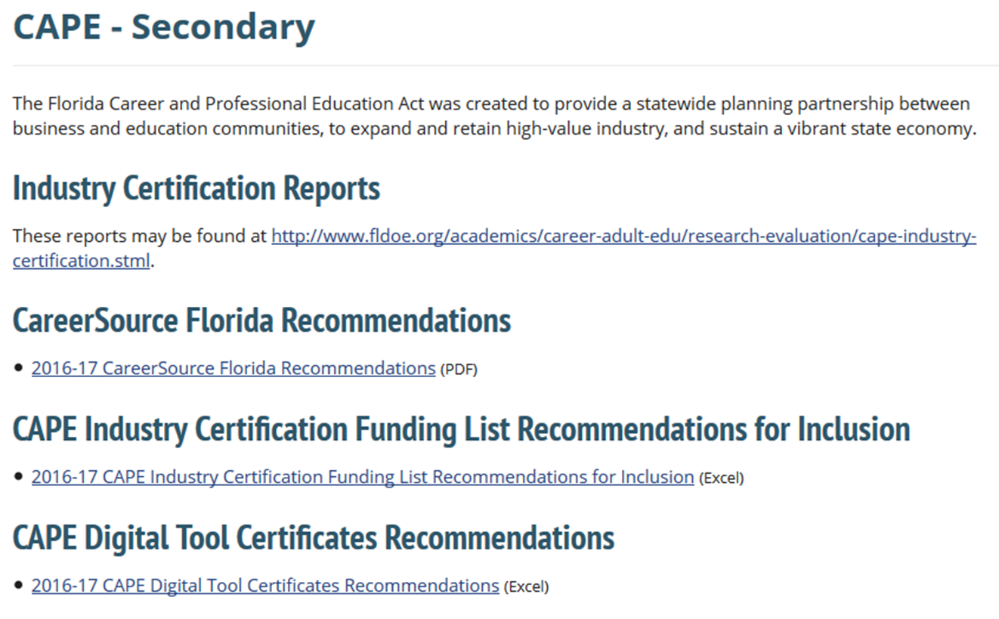 CAPE - Secondary
The Florida Career and Professional Education Act was created to provide a statewide planning partnership between
business and education communities, to expand and retain high-value industry, and sustain a vibrant state economy.
Industry Certification Reports
These reports may be found at http://www.fldoe.org/academics/career-adult-edu/research-evaluation/cape-industry-
certification.stml.
CareerSource Florida Recommendations
• 2016-17 CareerSource Florida Recommendations (PDF)
CAPE Industry Certification Funding List Recommendations for Inclusion
• 2016-17 CAPE Industry Certification Funding List Recommendations for Inclusion (Excel)
CAPE Digital Tool Certificates Recommendations
• 2016-17 CAPE Digital Tool Certificates Recommendations (Excel)